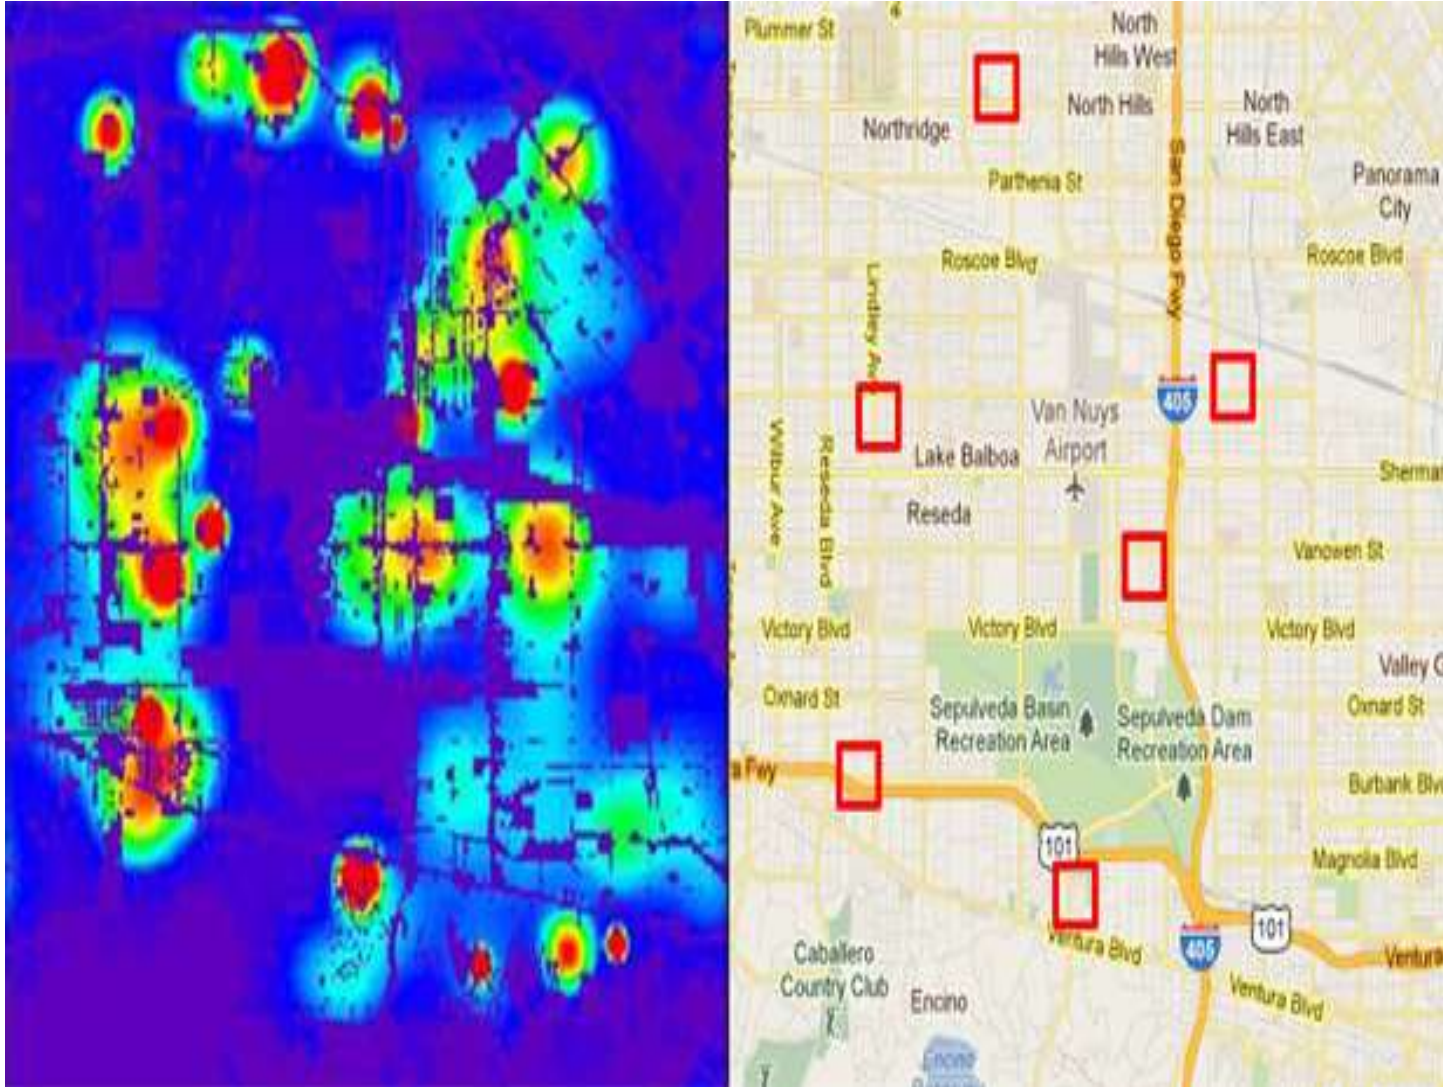 Plummer St
North
Hills West
North Hills
North
Hills East
Northridge
San Diego Fwy
Parthenia St
Panorama
City
Roscoe Blvd
Roscoe Blvd
Lindley Av
405
Van Nuys
Airport
Wilbur Ave
Reseda Blvd
Lake Balboa
Sherman
Reseda
Vanowen St
Victory Blvd
Victory Blvd
Victory Blvd
Valley G
Oxnard St
Oxnard St
Sepulveda Basin
Recreation Area
Sepulveda Dam
Recreation Area
a Fwy
Burbank Blv
101
Magnolia Blvd
101
Ventura Blvd
405
Ventura
Caballero
Country Club
Ventura Blvd
Encino
Encino